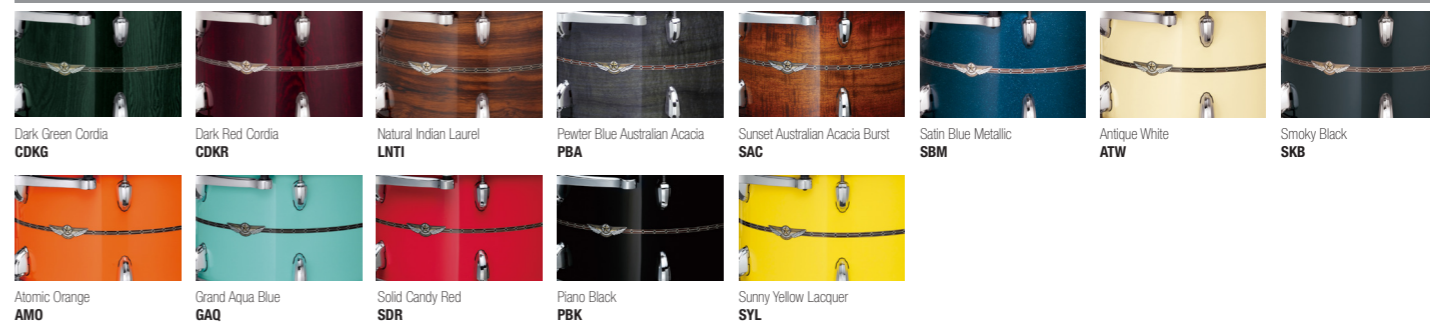 Dark Green Cordia
CDKG
Dark Red Cordia
CDKR
Natural Indian Laurel
LNTI
Pewter Blue Australian Acacia
PBA
Sunset Australian Acacia Burst
SAC
Satin Blue Metallic
SBM
Antique White
ATW
Smoky Black
SKB
Atomic Orange
AMO
Grand Aqua Blue
GAQ
Solid Candy Red
SDR
Piano Black
PBK
Sunny Yellow Lacquer
SYL